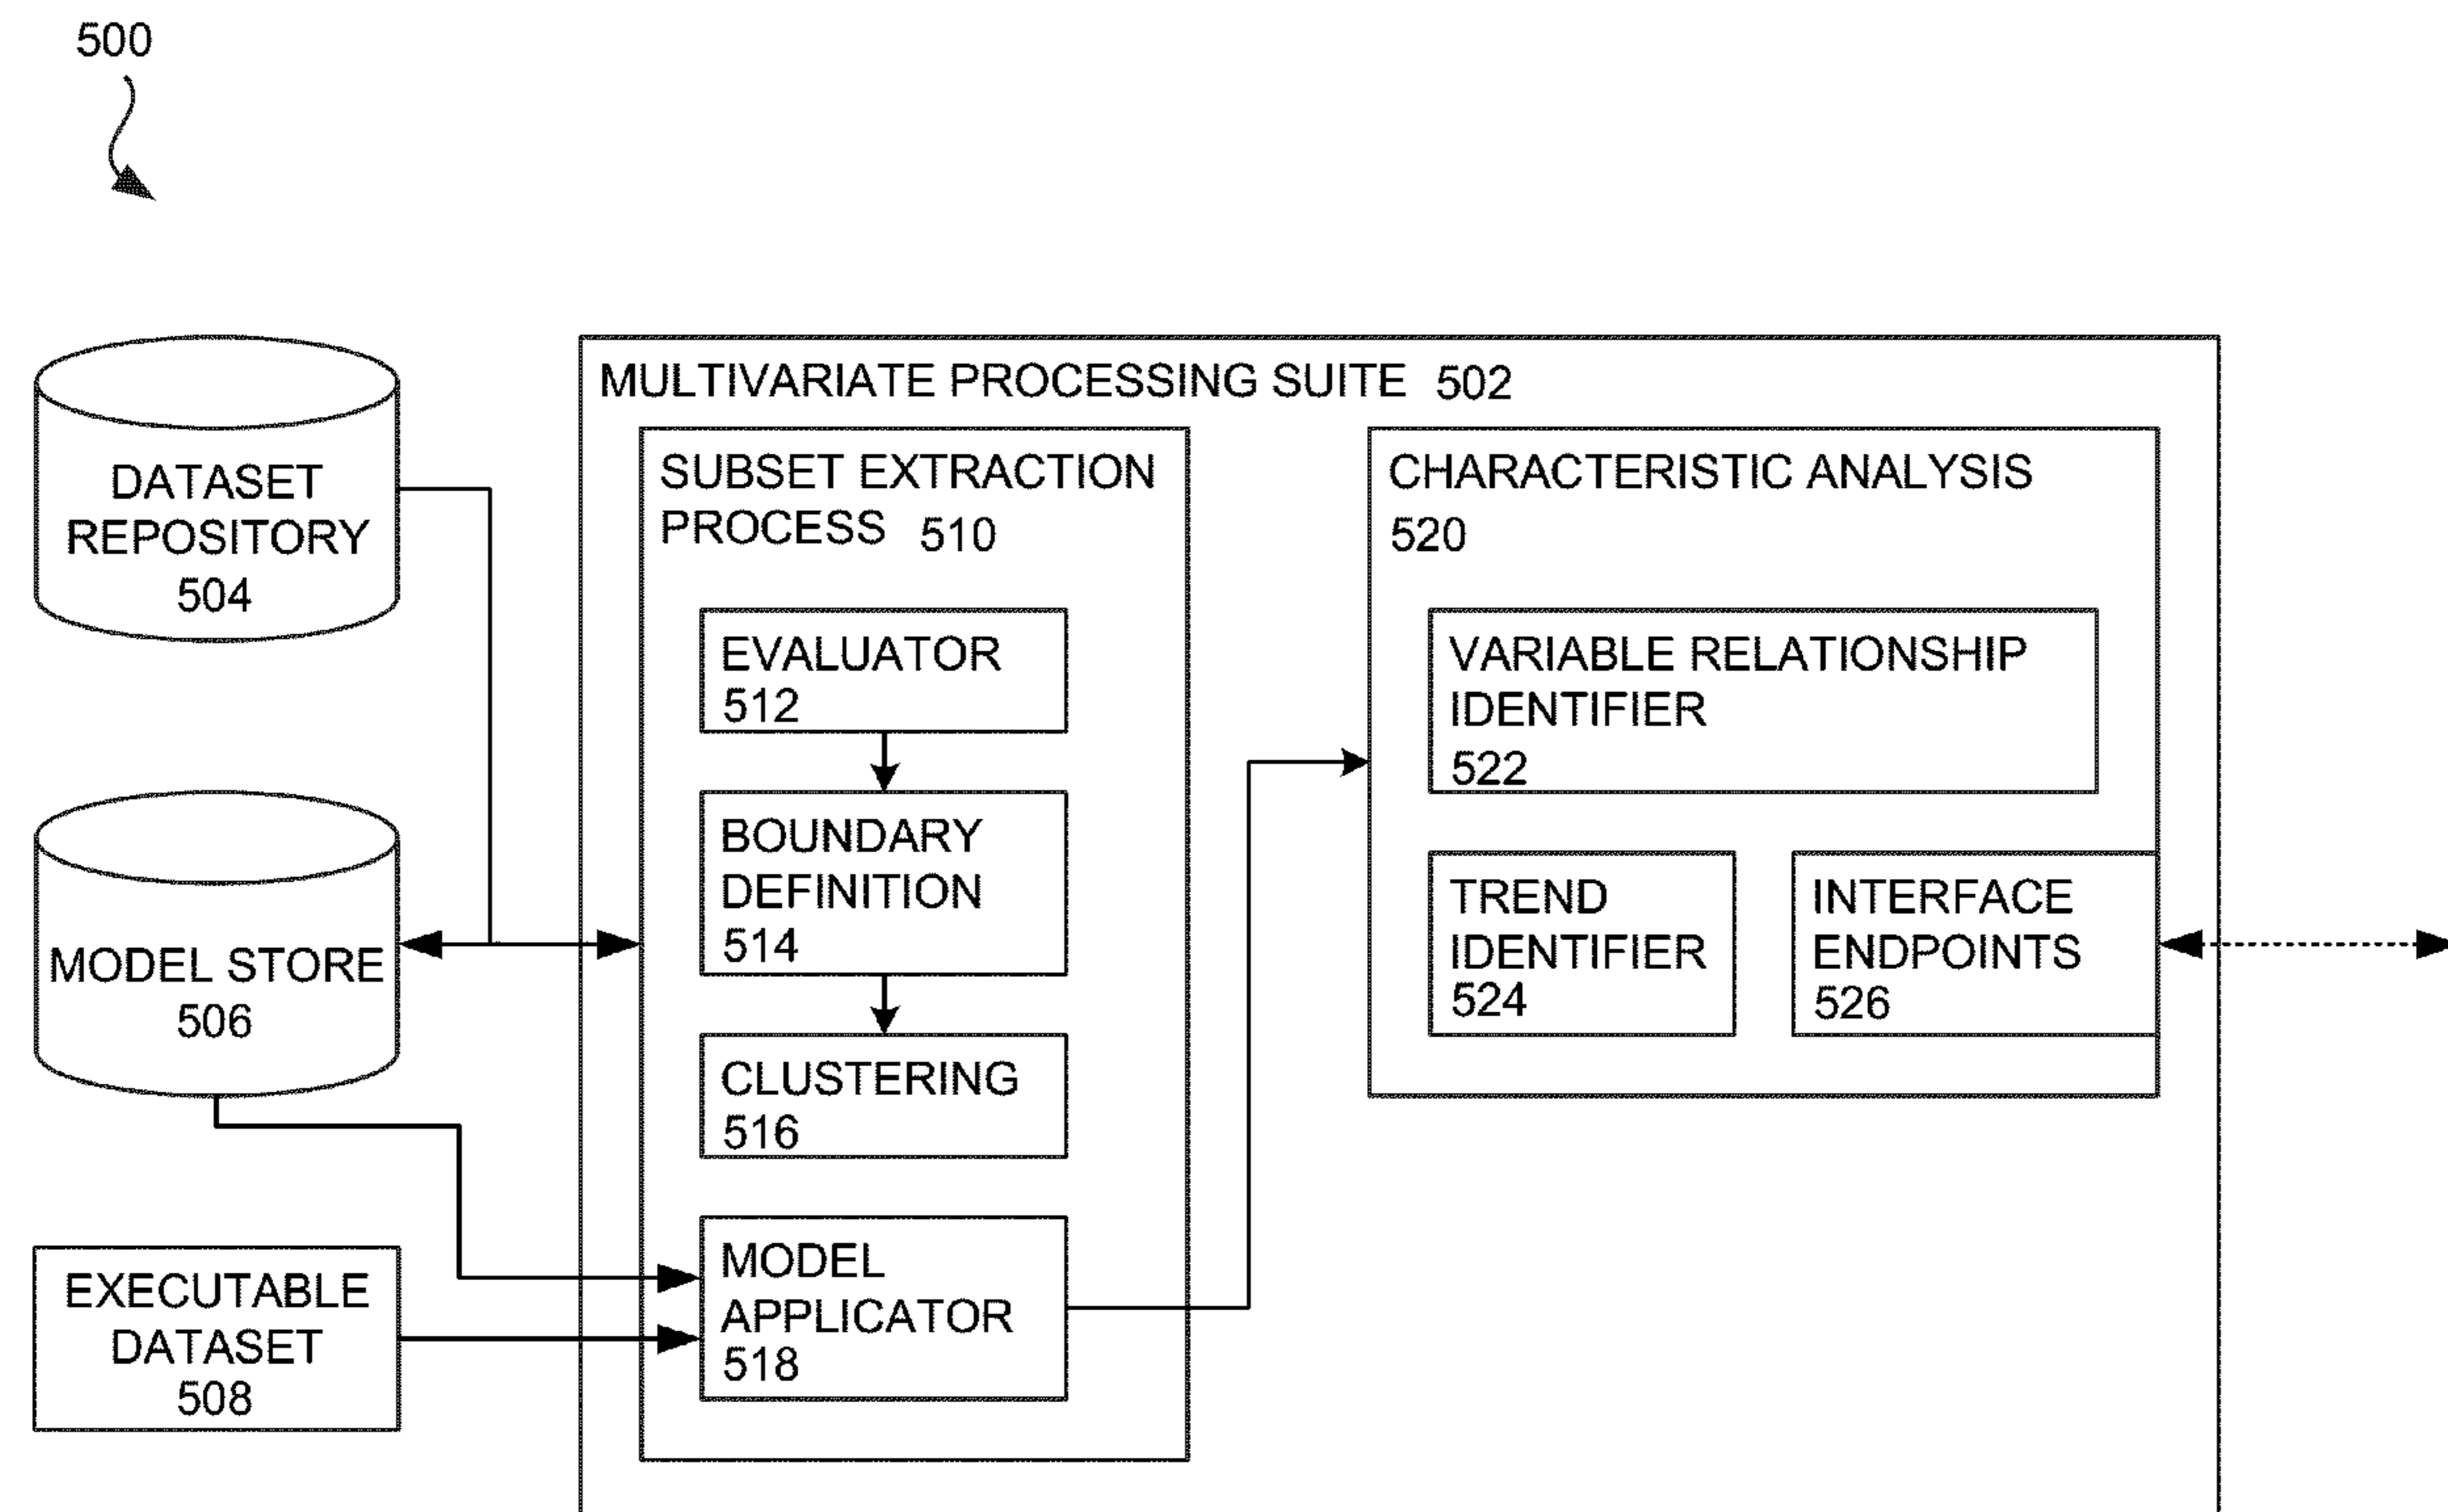 500
DATASET
REPOSITORY
504
MODEL STORE
506
EXECUTABLE
DATASET
508
MULTIVARIATE PROCESSING SUITE 502
SUBSET EXTRACTION
PROCESS 510
EVALUATOR
512
BOUNDARY
DEFINITION
514
CLUSTERING
516
MODEL
APPLICATOR
518
CHARACTERISTIC ANALYSIS
520
VARIABLE RELATIONSHIP
IDENTIFIER
522
TREND
IDENTIFIER
524
INTERFACE
ENDPOINTS
526